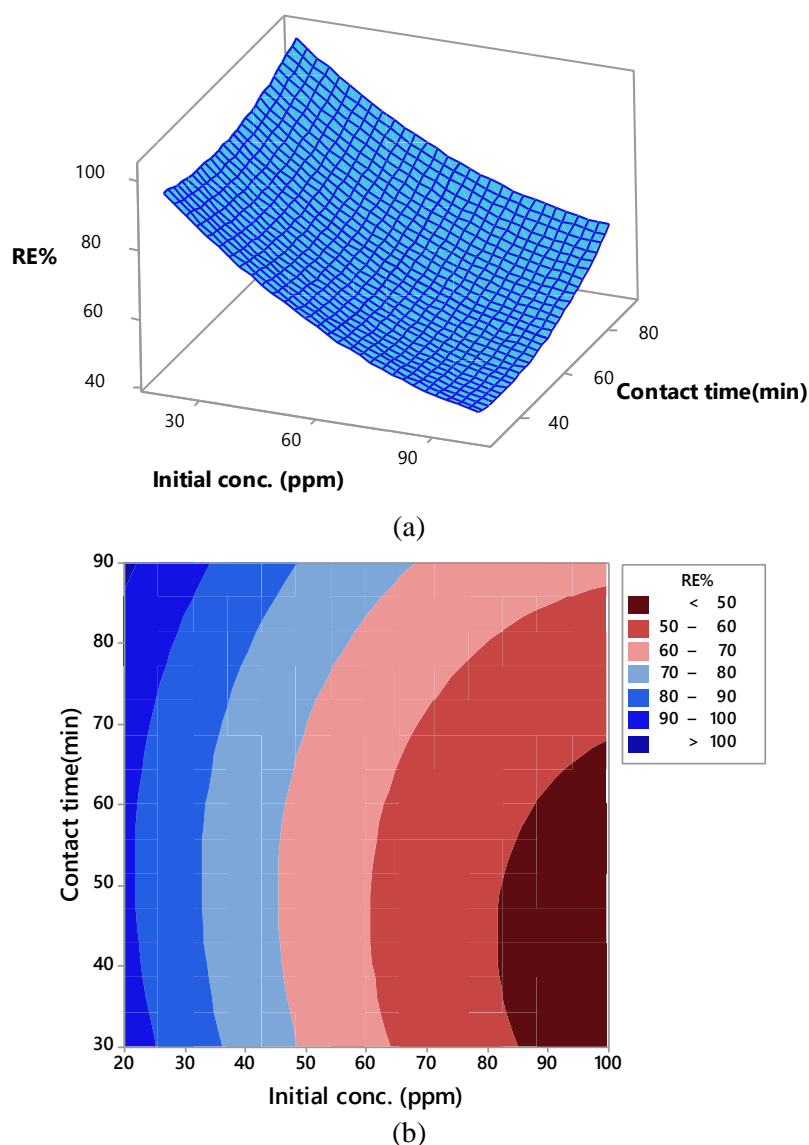 100
80
RE%
60
40
80
60
Contact time(min)
40
30
60
90
Initial conc. (ppm)
(a)
90
80
70
60
50
40
30
Contact time(min)
20 30 40 50 60 70 80 90 100
Initial conc. (ppm)
RE%
< 50
50 – 60
60 – 70
70 – 80
80 – 90
90 – 100
> 100
(b)